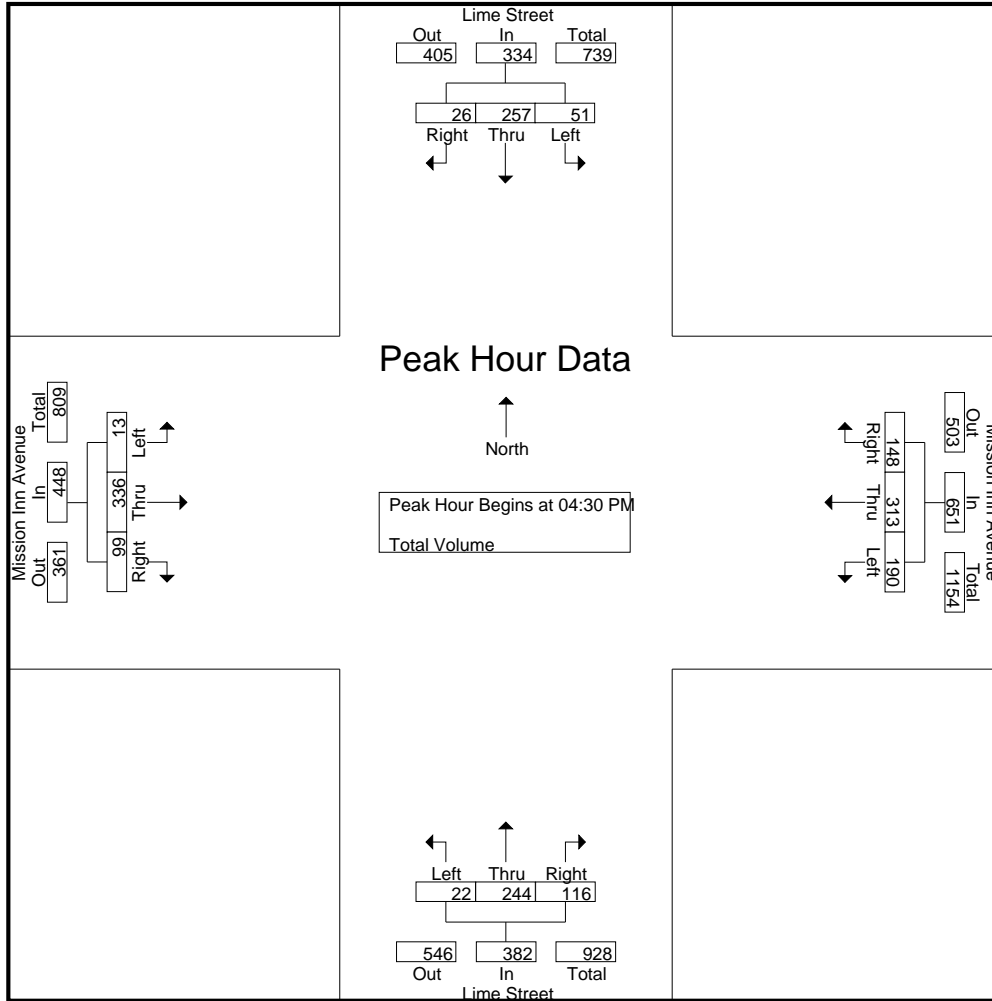 Lime Street
Out In Total
405 334 739
26 257 51
Right Thru Left
Peak Hour Data
North
Peak Hour Begins at 04:30 PM
Total Volume
Mission Inn Avenue
Total In Out
809 448 361
13 336 99
Left Thru Right
Mission Inn Avenue
Out In Total
503 651 1154
148 313 190
Right Thru Left
Left Thru Right
22 244 116
546 382 928
Out In Total
Lime Street